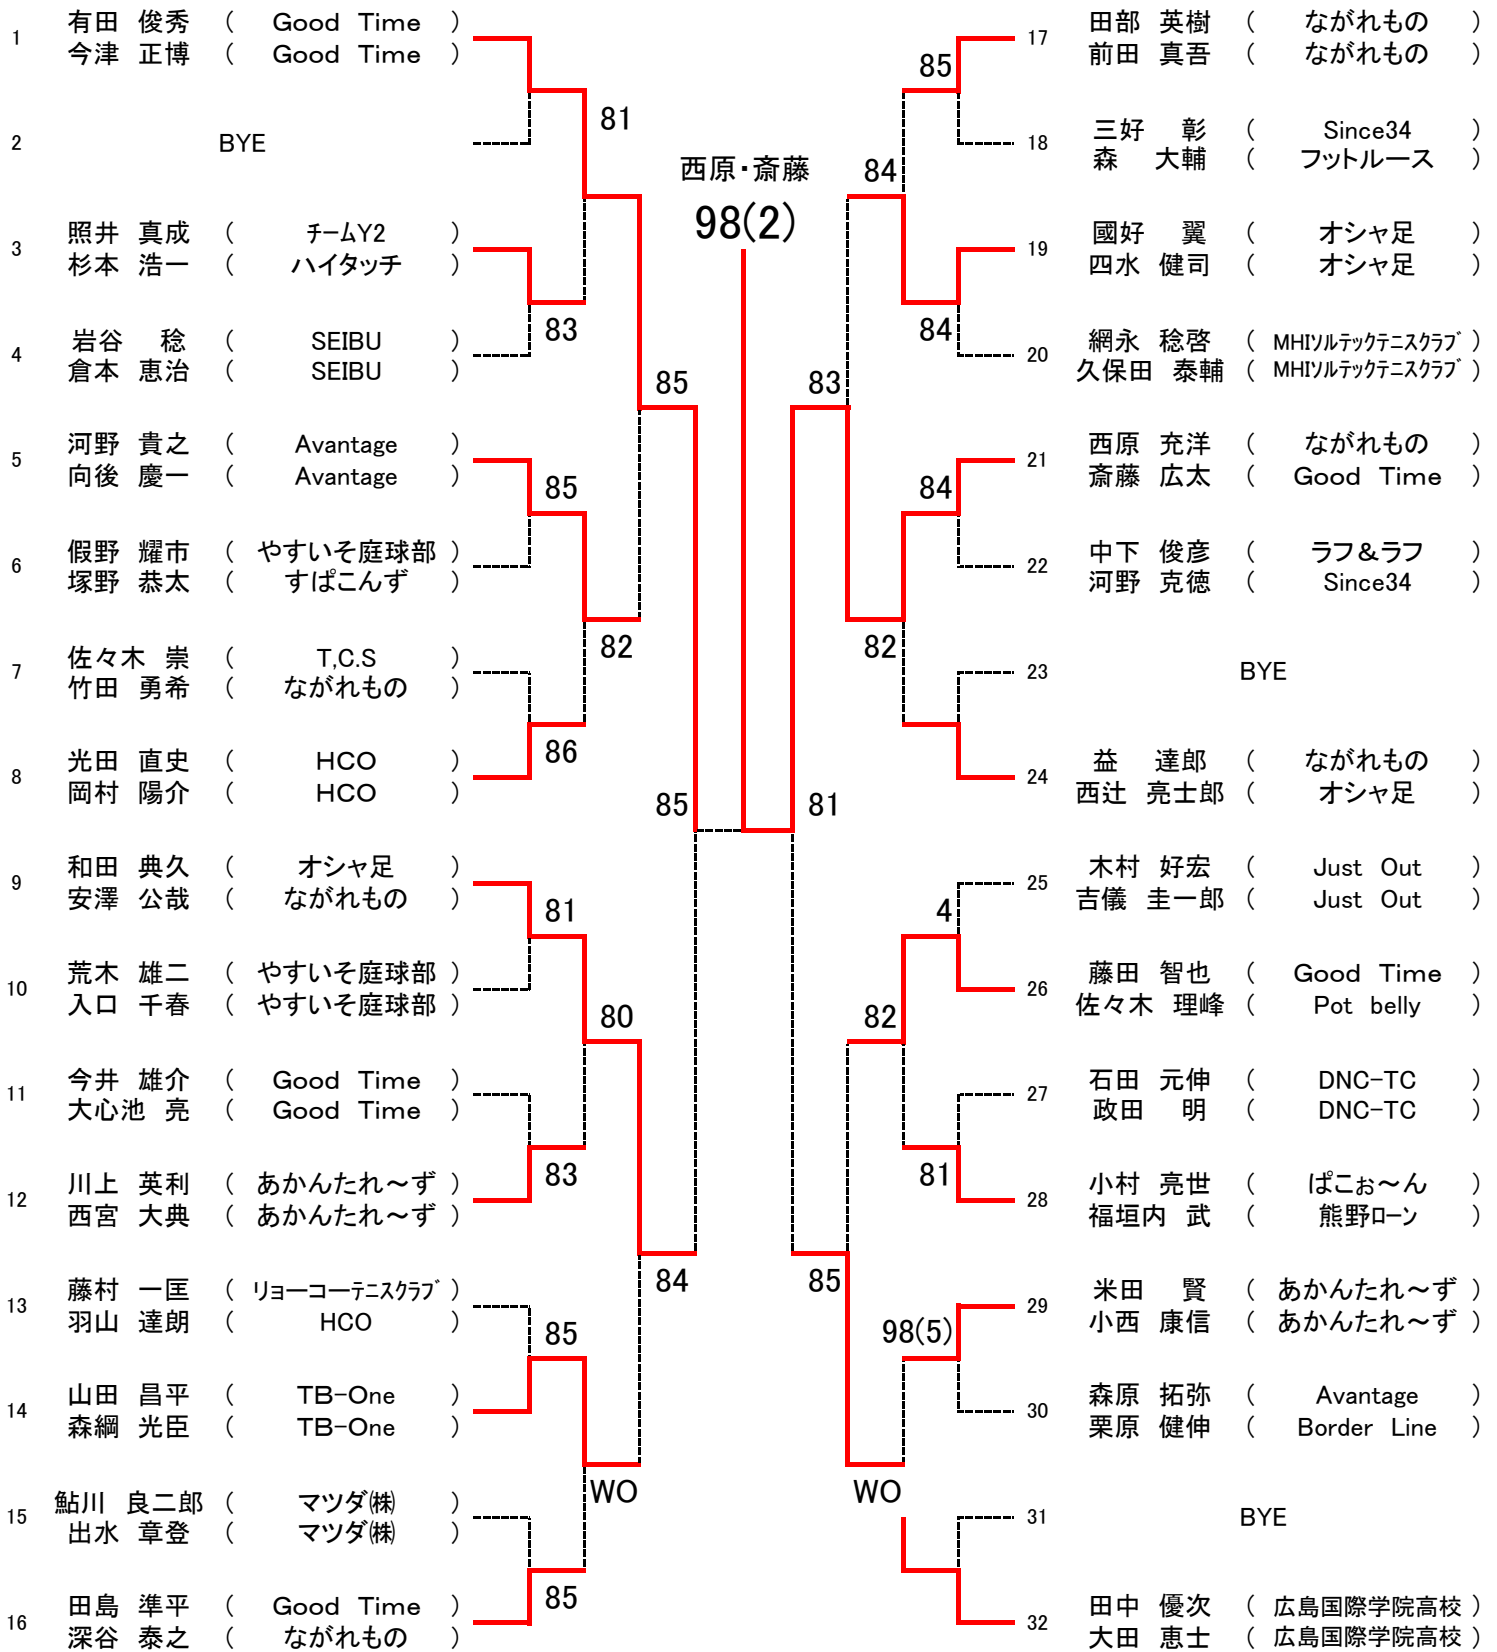 1 有田 俊秀 ( Good Time )
今津 正博 ( Good Time )
2 BYE
3 照井 真成 ( チームY2 )
杉本 浩一 ( ハイタッチ )
4 岩谷 稔 ( SEIBU )
倉本 恵治 ( SEIBU )
5 河野 貴之 ( Avantage )
向後 慶一 ( Avantage )
6 假野 耀市 ( やすいそ庭球部 )
塚野 恭太 ( すぱこんず )
7 佐々木 崇 ( T,C.S )
竹田 勇希 ( ながれもの )
8 光田 直史 ( HCO )
岡村 陽介 ( HCO )
9 和田 典久 ( オシャ足 )
安澤 公哉 ( ながれもの )
10 荒木 雄二 ( やすいそ庭球部 )
入口 千春 ( やすいそ庭球部 )
11 今井 雄介 ( Good Time )
大心池 亮 ( Good Time )
12 川上 英利 ( あかんたれ～ず )
西宮 大典 ( あかんたれ～ず )
13 藤村 一匡 ( リョーコーテニスクラブ )
羽山 達朗 ( HCO )
14 山田 昌平 ( TB-One )
森綱 光臣 ( TB-One )
15 鮎川 良二郎 ( マツダ㈱ )
出水 章登 ( マツダ㈱ )
16 田島 準平 ( Good Time )
深谷 泰之 ( ながれもの )
81
83
85
85
82
86
85
81
80
83
84
85
WO
85
西原・斎藤
98(2)
85
84
84
83
84
82
81
4
82
81
85
98(5)
WO
17 田部 英樹 ( ながれもの )
前田 真吾 ( ながれもの )
18 三好 彰 ( Since34 )
森 大輔 ( フットルース )
19 國好 翼 ( オシャ足 )
四水 健司 ( オシャ足 )
20 網永 稔啓 ( MHIソルテックテニスクラブ )
久保田 泰輔 ( MHIソルテックテニスクラブ )
21 西原 充洋 ( ながれもの )
斎藤 広太 ( Good Time )
22 中下 俊彦 ( ラフ＆ラフ )
河野 克徳 ( Since34 )
23 BYE
24 益 達郎 ( ながれもの )
西辻 亮士郎 ( オシャ足 )
25 木村 好宏 ( Just Out )
吉儀 圭一郎 ( Just Out )
26 藤田 智也 ( Good Time )
佐々木 理峰 ( Pot belly )
27 石田 元伸 ( DNC-TC )
政田 明 ( DNC-TC )
28 小村 亮世 ( ぱこぉ～ん )
福垣内 武 ( 熊野ローン )
29 米田 賢 ( あかんたれ～ず )
小西 康信 ( あかんたれ～ず )
30 森原 拓弥 ( Avantage )
栗原 健伸 ( Border Line )
31 BYE
32 田中 優次 ( 広島国際学院高校 )
大田 恵士 ( 広島国際学院高校 )